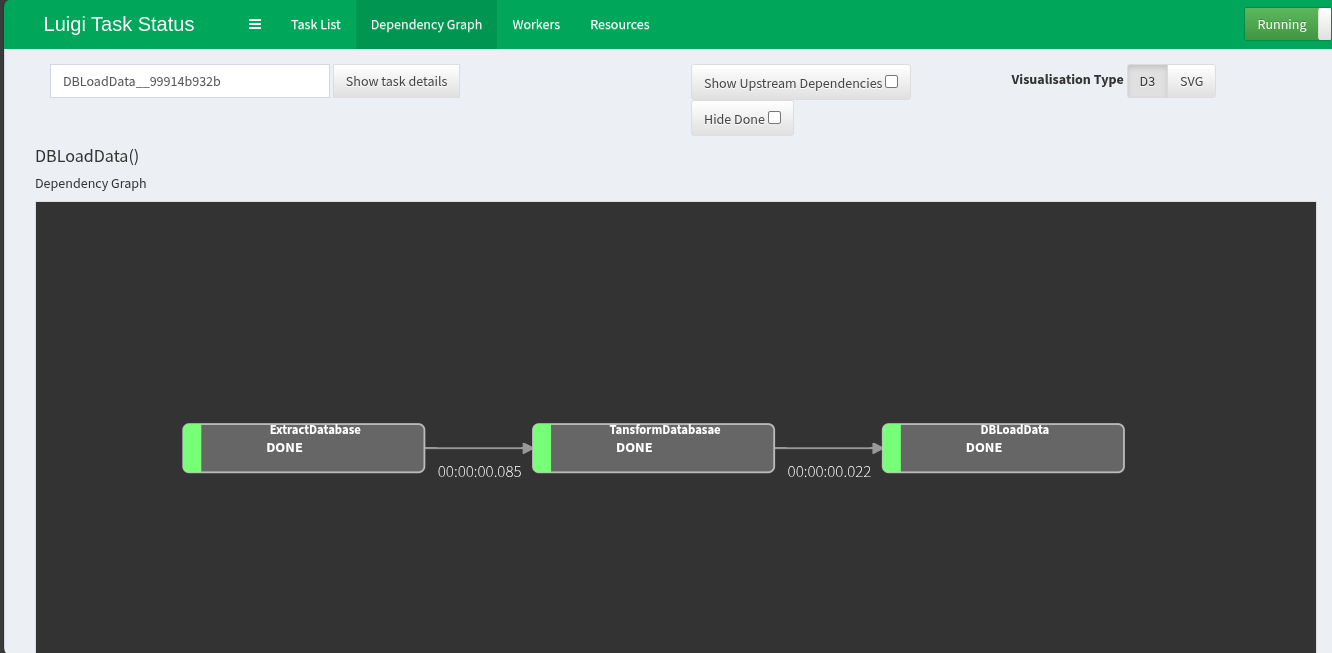 Luigi Task Status
Task List
Dependency Graph
Workers
Resources
Running
DBLoadData__99914b932b
Show task details
Show Upstream Dependencies
Hide Done
Visualisation Type
D3
SVG
DBLoadData()
Dependency Graph
ExtractDatabase
DONE
00:00:00.085
TansformDatabasae
DONE
00:00:00.022
DBLoadData
DONE